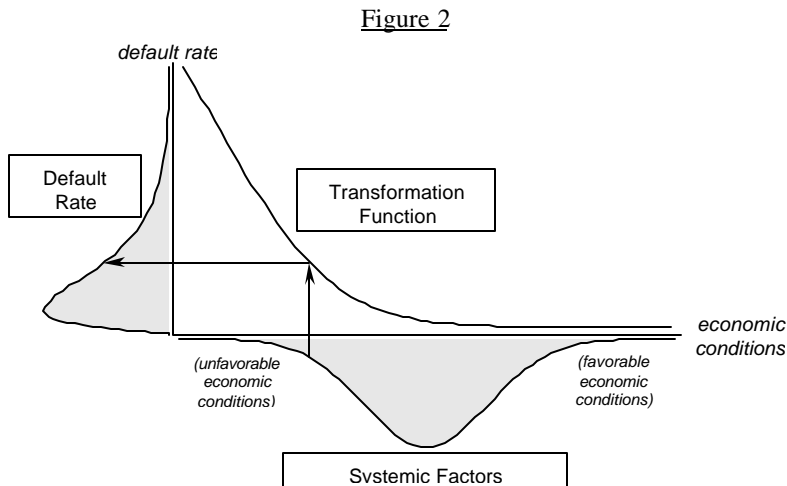 Figure 2
default rate
Default
Rate
Transformation
Function
economic
conditions
(unfavorable
economic
conditions)
(favorable
economic
conditions)
Systemic Factors